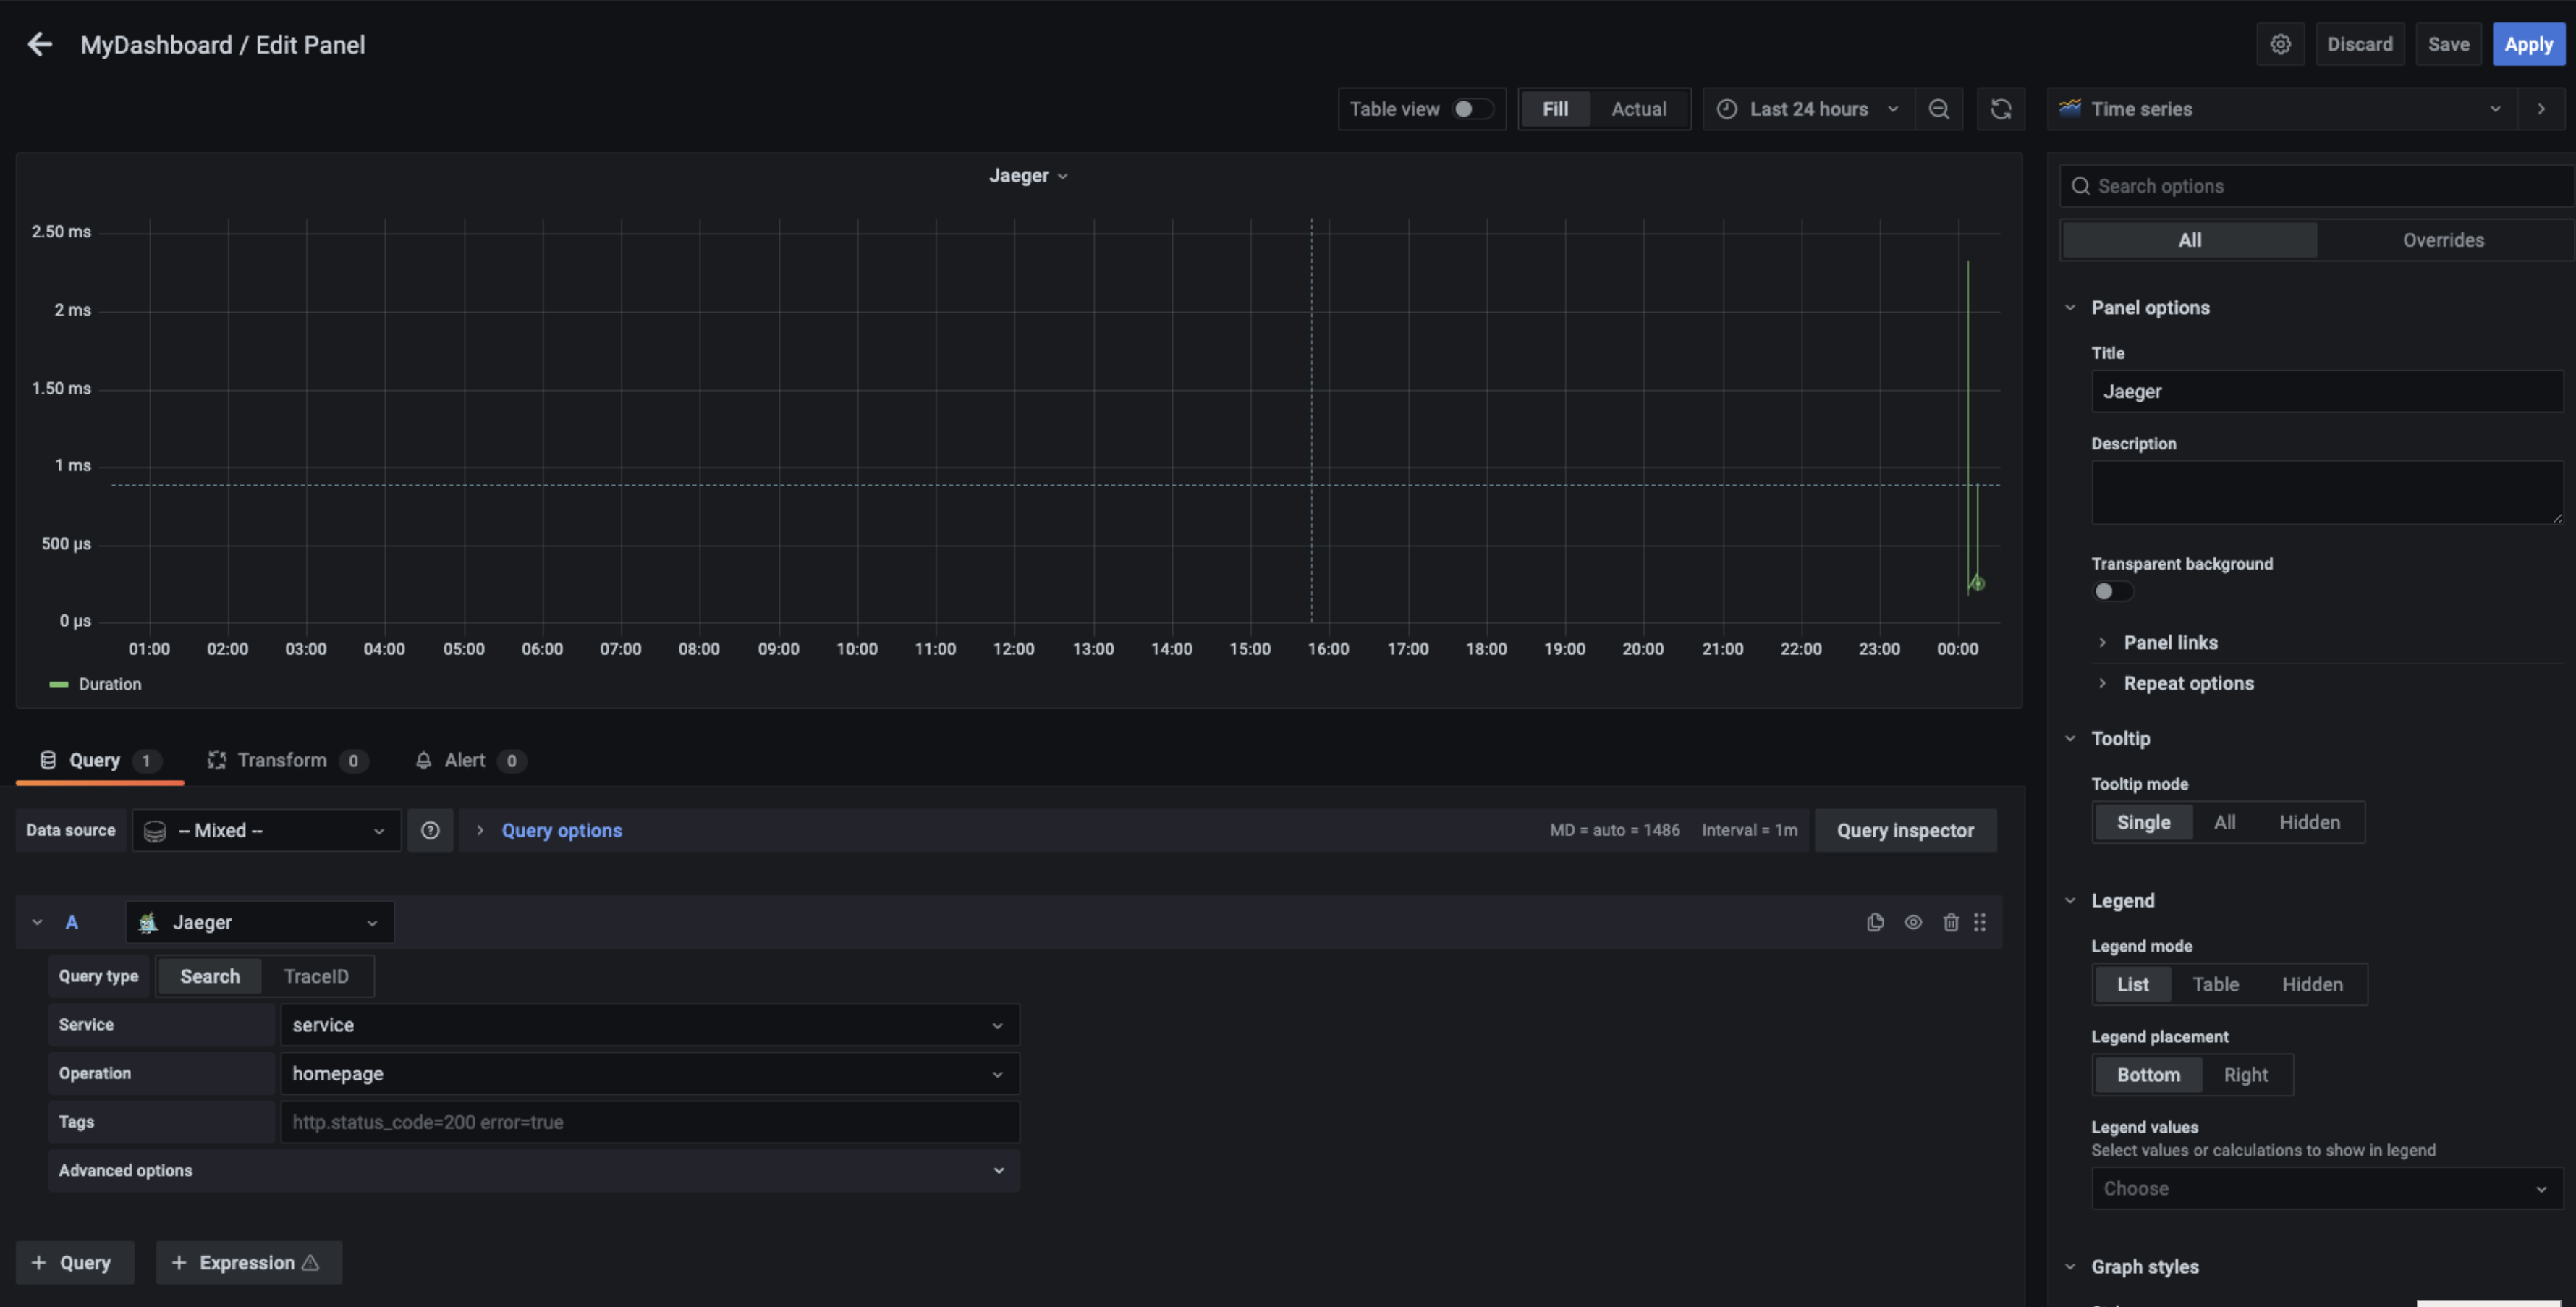 MyDashboard / Edit Panel
Discard Save Apply
Table view Fill Actual Last 24 hours Time series
Jaeger
2.50 ms
2 ms
1.50 ms
1 ms
500 µs
0 µs
01:00 02:00 03:00 04:00 05:00 06:00 07:00 08:00 09:00 10:00 11:00 12:00 13:00 14:00 15:00 16:00 17:00 18:00 19:00 20:00 21:00 22:00 23:00 00:00
Duration
Query 1 Transform 0 Alert 0
Data source -- Mixed -- Query options MD = auto = 1486 Interval = 1m Query inspector
A Jaeger
Query type Search TraceID
Service service
Operation homepage
Tags http.status_code=200 error=true
Advanced options
+ Query + Expression
Search options
All Overrides
Panel options
Title
Jaeger
Description
Transparent background
Panel links
Repeat options
Tooltip
Tooltip mode
Single All Hidden
Legend
Legend mode
List Table Hidden
Legend placement
Bottom Right
Legend values
Select values or calculations to show in legend
Choose
Graph styles